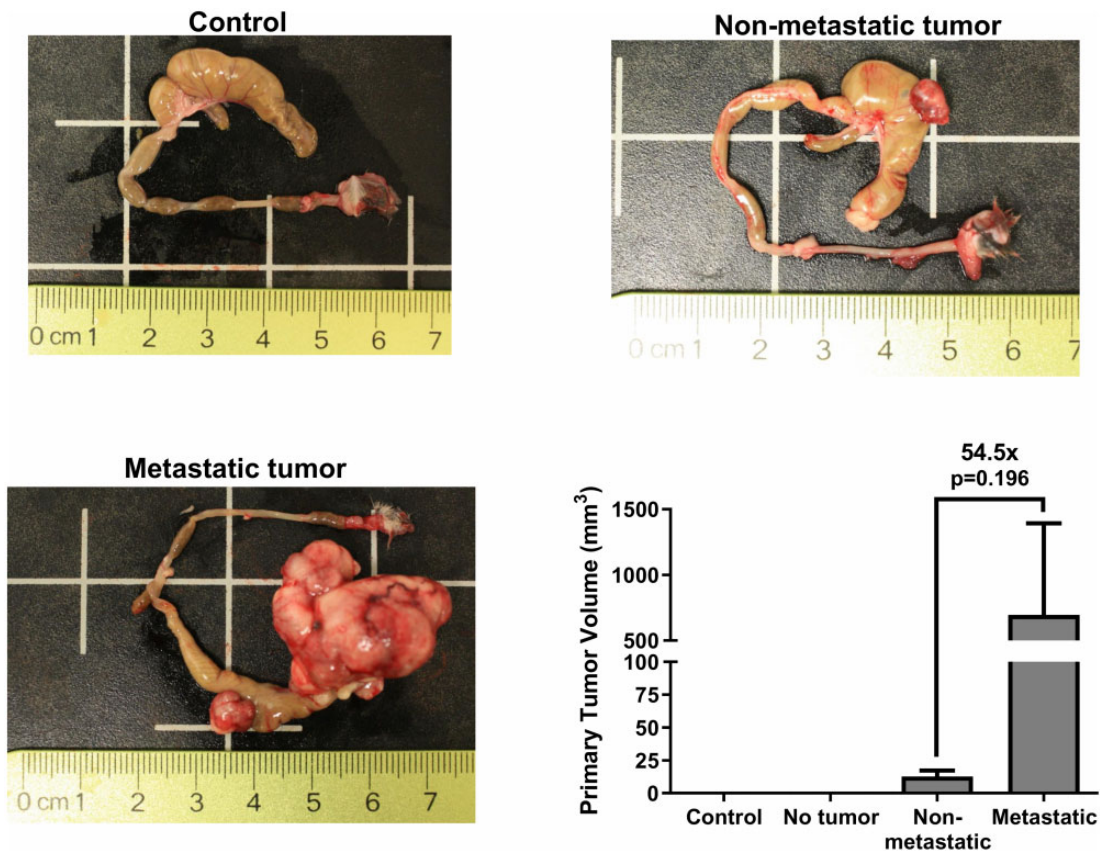 Control
Non-metastatic tumor
0 cm 1 2 3 4 5 6 7
0 cm 1 2 3 4 5 6 7
Metastatic tumor
0 cm 1 2 3 4 5 6 7
54.5x
p=0.196
Primary Tumor Volume (mm³)
1500
1000
500
100
75
50
25
0
Control No tumor Non-metastatic Metastatic